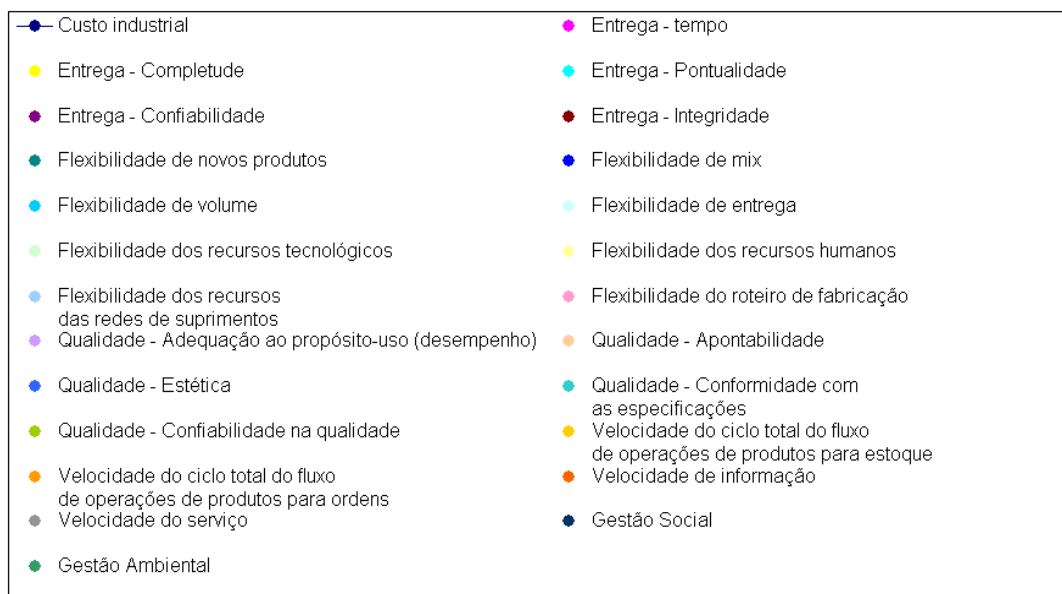 Custo industrial
Entrega - tempo
Entrega - Completude
Entrega - Pontualidade
Entrega - Confiabilidade
Entrega - Integridade
Flexibilidade de novos produtos
Flexibilidade de mix
Flexibilidade de volume
Flexibilidade de entrega
Flexibilidade dos recursos tecnológicos
Flexibilidade dos recursos humanos
Flexibilidade dos recursos
das redes de suprimentos
Flexibilidade do roteiro de fabricação
Qualidade - Adequação ao propósito-uso (desempenho)
Qualidade - Apontabilidade
Qualidade - Estética
Qualidade - Conformidade com
as especificações
Qualidade - Confiabilidade na qualidade
Velocidade do ciclo total do fluxo
de operações de produtos para estoque
Velocidade do ciclo total do fluxo
de operações de produtos para ordens
Velocidade de informação
Velocidade do serviço
Gestão Social
Gestão Ambiental